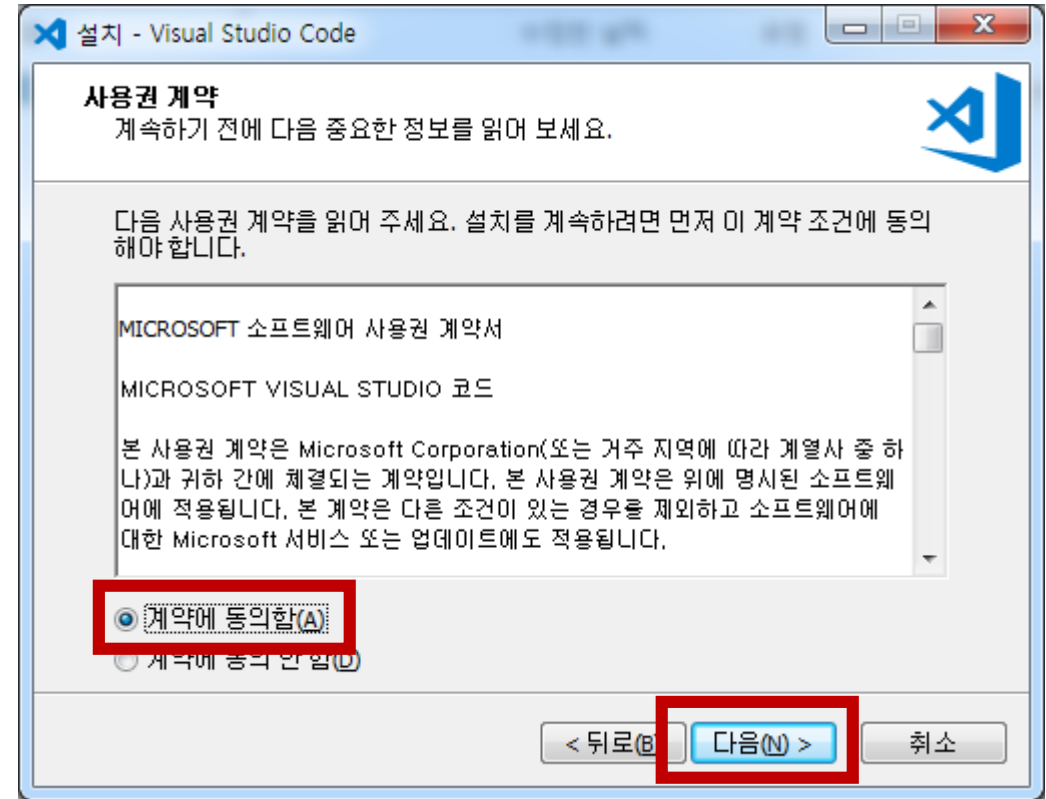 설치 - Visual Studio Code
사용권 계약
계속하기 전에 다음 중요한 정보를 읽어 보세요.
다음 사용권 계약을 읽어 주세요. 설치를 계속하려면 먼저 이 계약 조건에 동의
해야 합니다.
MICROSOFT 소프트웨어 사용권 계약서
MICROSOFT VISUAL STUDIO 코드
본 사용권 계약은 Microsoft Corporation(또는 거주 지역에 따라 계열사 중 하
나)과 귀하 간에 체결되는 계약입니다. 본 사용권 계약은 위에 명시된 소프트웨
어에 적용됩니다. 본 계약은 다른 조건이 있는 경우를 제외하고 소프트웨어에
대한 Microsoft 서비스 또는 업데이트에도 적용됩니다.
계약에 동의함(A)
계약에 동의 안 함(D)
< 뒤로(B) 다음(N) > 취소